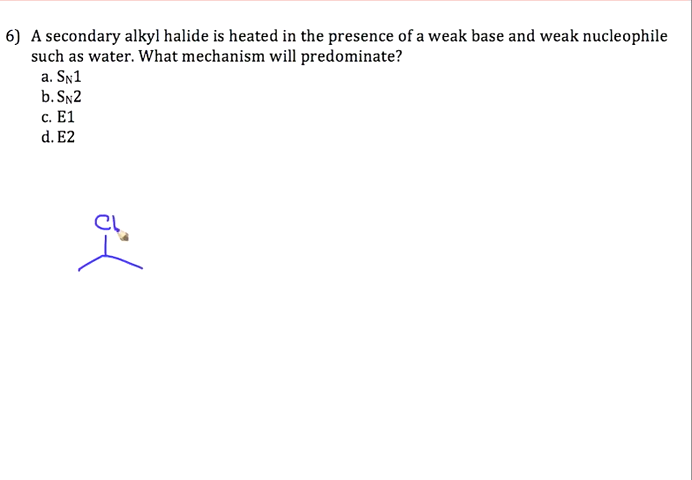 6) A secondary alkyl halide is heated in the presence of a weak base and weak nucleophile
such as water. What mechanism will predominate?
a. SN1
b. SN2
c. E1
d. E2
Cl